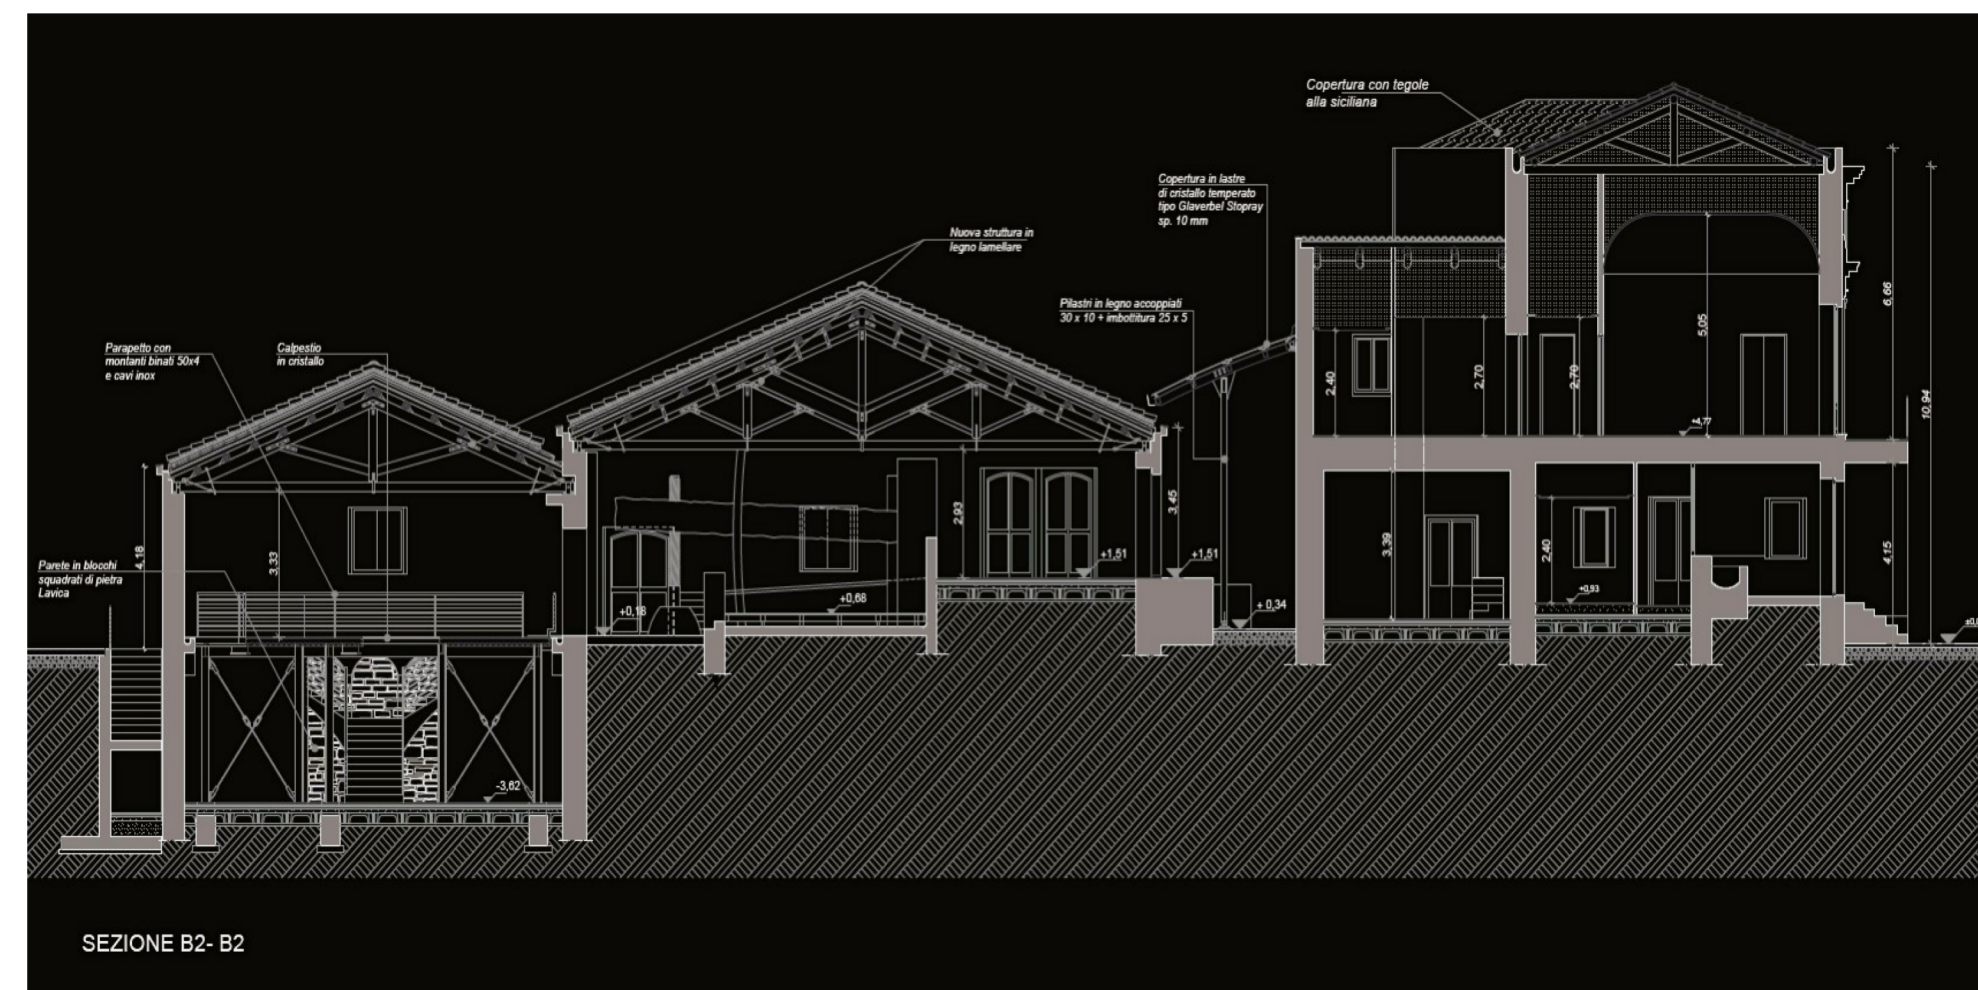 Copertura con tegole
alla siciliana
Copertura in lastre
di cristallo temperato
tipo Glaverbel Stopray
sp. 10 mm
Nuova struttura in
legno lamellare
Pilastri in legno accoppiati
30 x 10 + imbottitura 25 x 5
Parapetto con
montanti binati 50x4
e cavi inox
Calpestio
in cristallo
Parete in blocchi
squadrati di pietra
Lavica
4,18
3,33
-3,62
+0,18
+0,68
2,93
+1,51
3,45
+1,51
+ 0,34
2,40
2,70
2,70
5,05
+4,77
6,66
10,94
3,39
2,40
+0,93
4,15
SEZIONE B2- B2